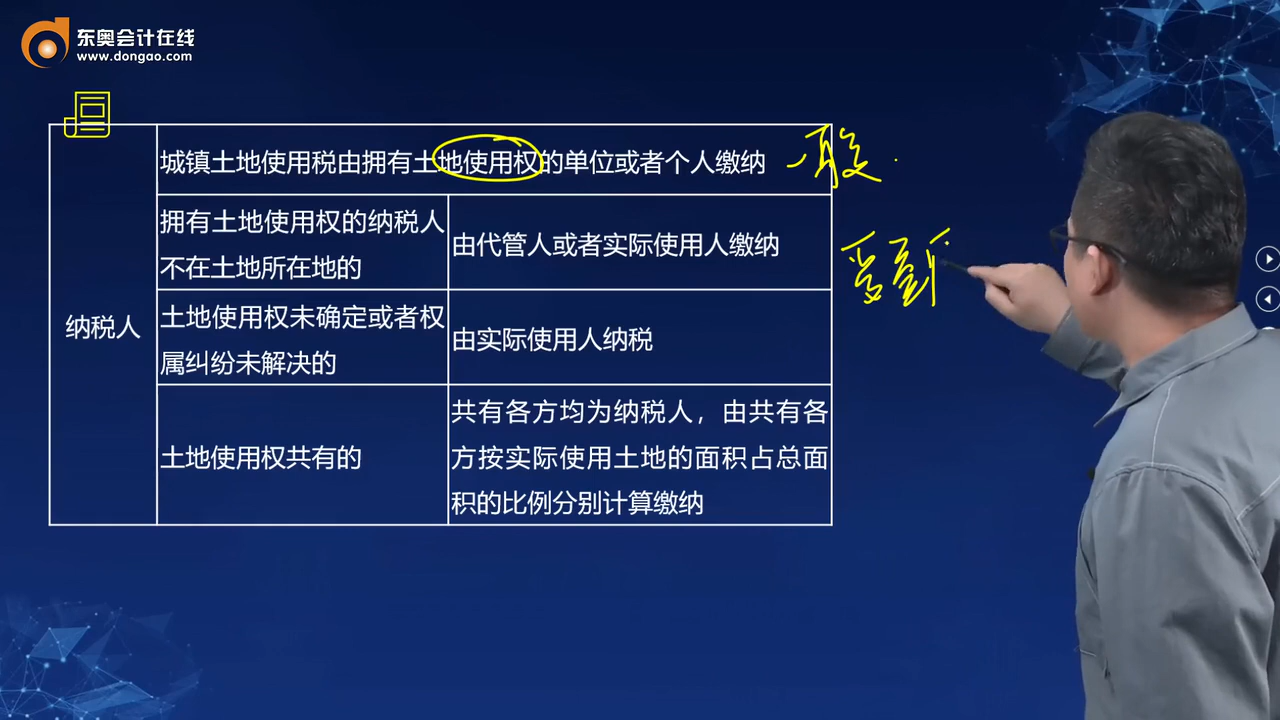 东奥会计在线
www.dongao.com
城镇土地使用税由拥有土地使用权的单位或者个人缴纳
一般
纳税人
拥有土地使用权的纳税人
不在土地所在地的
由代管人或者实际使用人缴纳
土地使用权未确定或者权
属纠纷未解决的
由实际使用人纳税
土地使用权共有的
共有各方均为纳税人，由共有各
方按实际使用土地的面积占总面
积的比例分别计算缴纳